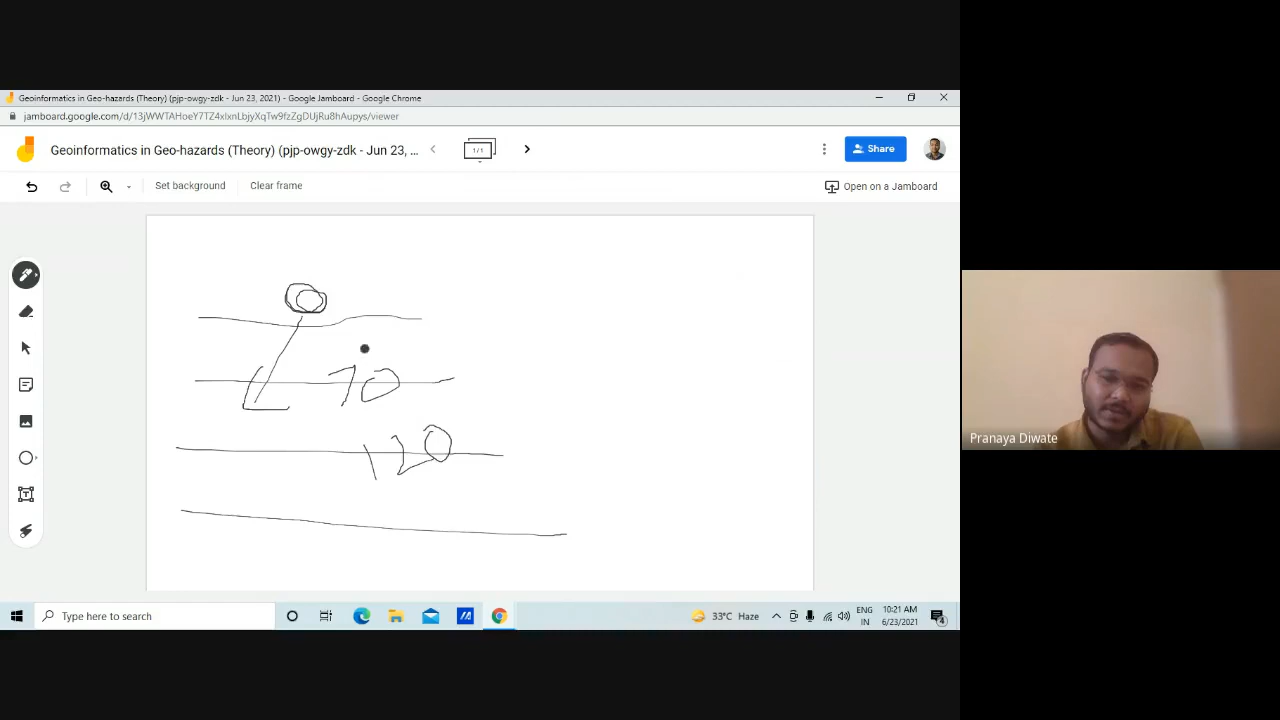 Geoinformatics in Geo-hazards (Theory) (pjp-owgy-zdk - Jun 23, 2021) - Google Jamboard - Google Chrome
jamboard.google.com/d/13jWWTAHoeY7TZ4xlxnLbjyXqTw9fzZgDUjRu8hAupys/viewer
Geoinformatics in Geo-hazards (Theory) (pjp-owgy-zdk - Jun 23, ...
1/1
Share
Set background
Clear frame
Open on a Jamboard
10
120
Pranaya Diwate
Type here to search
33°C Haze
ENG
IN
10:21 AM
6/23/2021
4